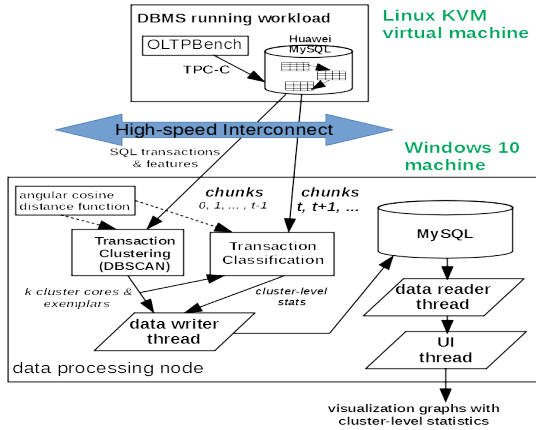 DBMS running workload
Linux KVM
virtual machine
OLTPBench
Huawei
MySQL
TPC-C
High-speed Interconnect
SQL transactions
& features
Windows 10
machine
angular cosine
distance function
chunks
0, 1, ... , t-1
chunks
t, t+1, ...
MySQL
Transaction
Clustering
(DBSCAN)
Transaction
Classification
k cluster cores &
exemplars
cluster-level
stats
data reader
thread
data writer
thread
UI
thread
data processing node
visualization graphs with
cluster-level statistics